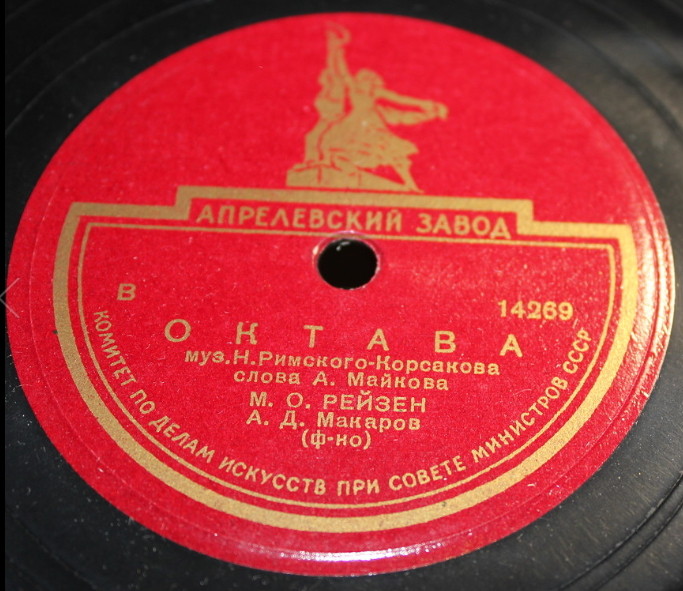 АПРЕЛЕВСКИЙ ЗАВОД
В 14269
ОКТАВА
муз. Н. Римского-Корсакова
слова А. Майкова
М. О. РЕЙЗЕН
А. Д. Макаров
(ф-но)
КОМИТЕТ ПО ДЕЛАМ ИСКУССТВ ПРИ СОВЕТЕ МИНИСТРОВ СССР